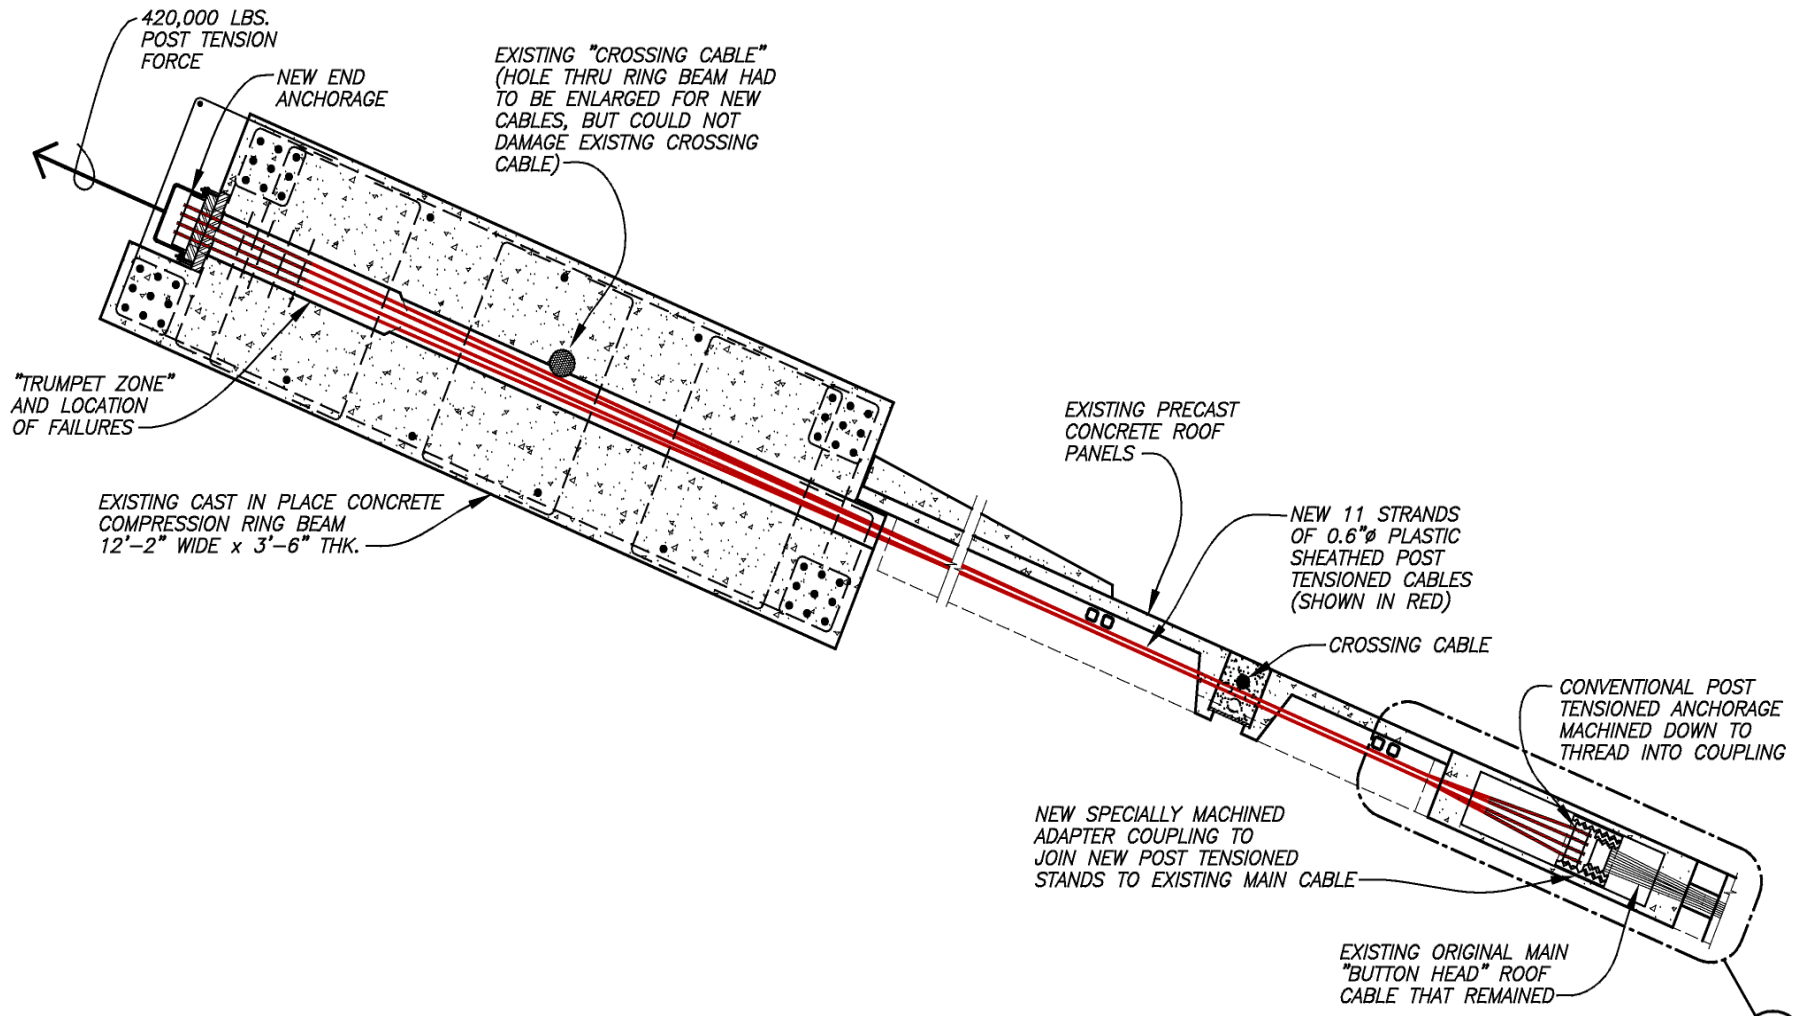 420,000 LBS.
POST TENSION
FORCE
NEW END
ANCHORAGE
EXISTING "CROSSING CABLE"
(HOLE THRU RING BEAM HAD
TO BE ENLARGED FOR NEW
CABLES, BUT COULD NOT
DAMAGE EXISTNG CROSSING
CABLE)
"TRUMPET ZONE"
AND LOCATION
OF FAILURES
EXISTING CAST IN PLACE CONCRETE
COMPRESSION RING BEAM
12'-2" WIDE x 3'-6" THK.
EXISTING PRECAST
CONCRETE ROOF
PANELS
NEW 11 STRANDS
OF 0.6"ø PLASTIC
SHEATHED POST
TENSIONED CABLES
(SHOWN IN RED)
CROSSING CABLE
CONVENTIONAL POST
TENSIONED ANCHORAGE
MACHINED DOWN TO
THREAD INTO COUPLING
NEW SPECIALLY MACHINED
ADAPTER COUPLING TO
JOIN NEW POST TENSIONED
STANDS TO EXISTING MAIN CABLE
EXISTING ORIGINAL MAIN
"BUTTON HEAD" ROOF
CABLE THAT REMAINED